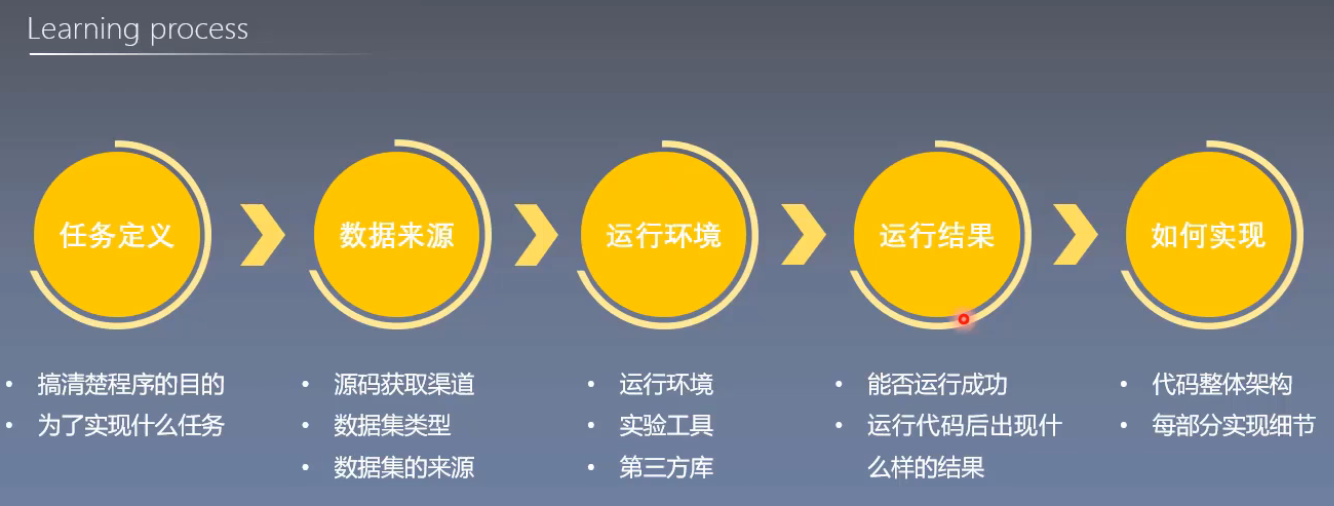 Learning process
任务定义
数据来源
运行环境
运行结果
如何实现
• 搞清楚程序的目的
• 为了实现什么任务
• 源码获取渠道
• 数据集类型
• 数据集的来源
• 运行环境
• 实验工具
• 第三方库
• 能否运行成功
• 运行代码后出现什
么样的结果
• 代码整体架构
• 每部分实现细节